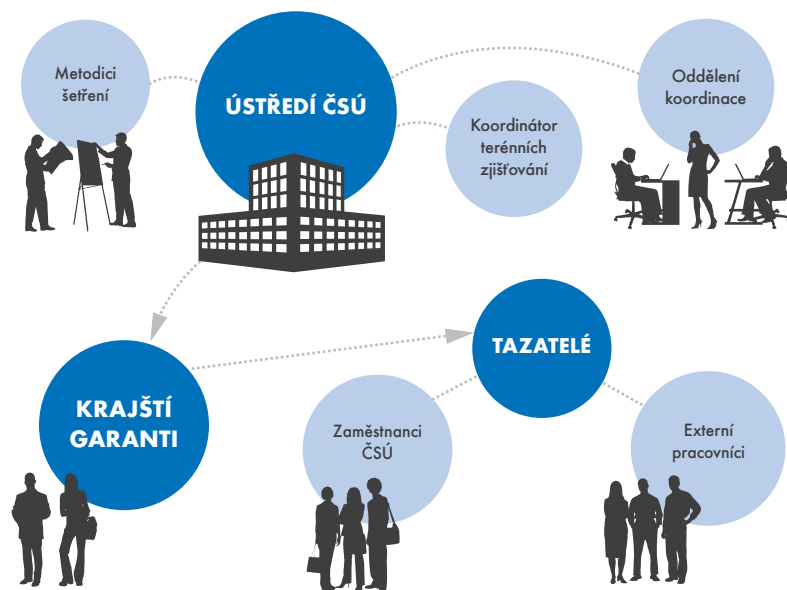 Metodici
šetření
ÚSTŘEDÍ ČSÚ
Koordinátor
terénních
zjišťování
Oddělení
koordinace
KRAJŠTÍ
GARANTI
TAZATELÉ
Zaměstnanci
ČSÚ
Externí
pracovníci